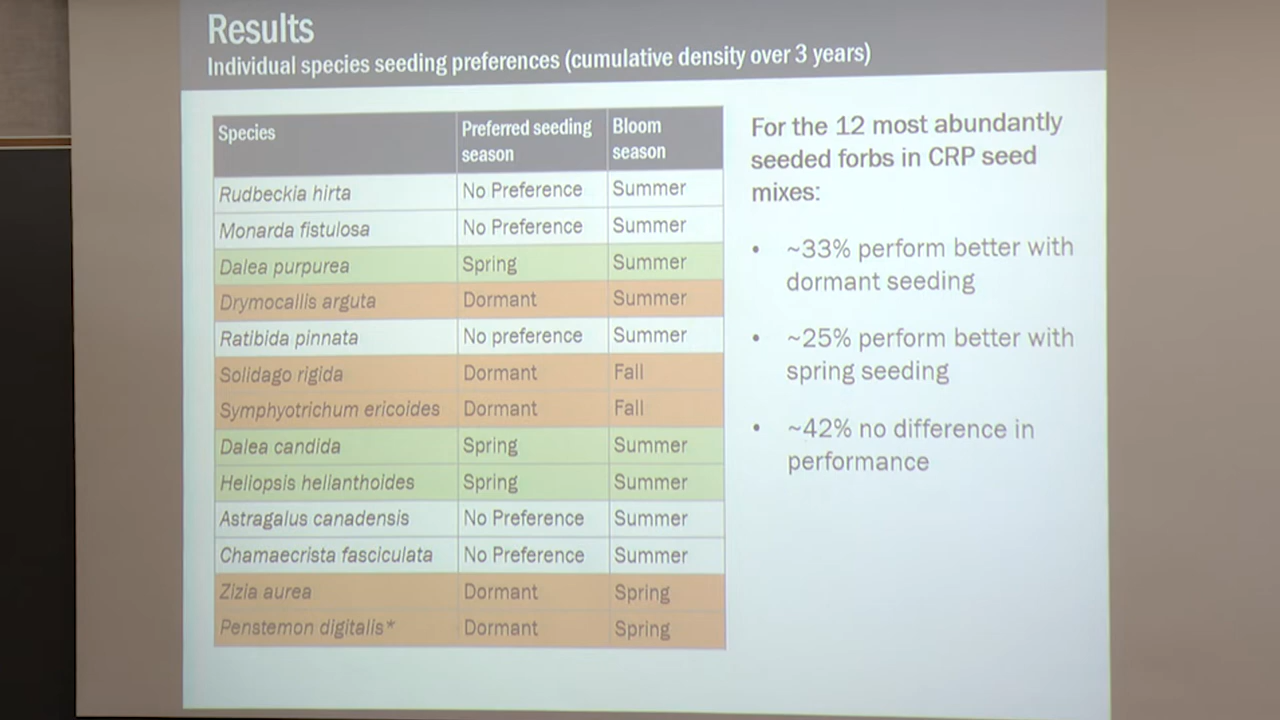 Results
Individual species seeding preferences (cumulative density over 3 years)
Species Preferred seeding season Bloom season
Rudbeckia hirta No Preference Summer
Monarda fistulosa No Preference Summer
Dalea purpurea Spring Summer
Drymocallis arguta Dormant Summer
Ratibida pinnata No preference Summer
Solidago rigida Dormant Fall
Symphyotrichum ericoides Dormant Fall
Dalea candida Spring Summer
Heliopsis helianthoides Spring Summer
Astragalus canadensis No Preference Summer
Chamaecrista fasciculata No Preference Summer
Zizia aurea Dormant Spring
Penstemon digitalis* Dormant Spring
For the 12 most abundantly
seeded forbs in CRP seed
mixes:
• ~33% perform better with
dormant seeding
• ~25% perform better with
spring seeding
• ~42% no difference in
performance